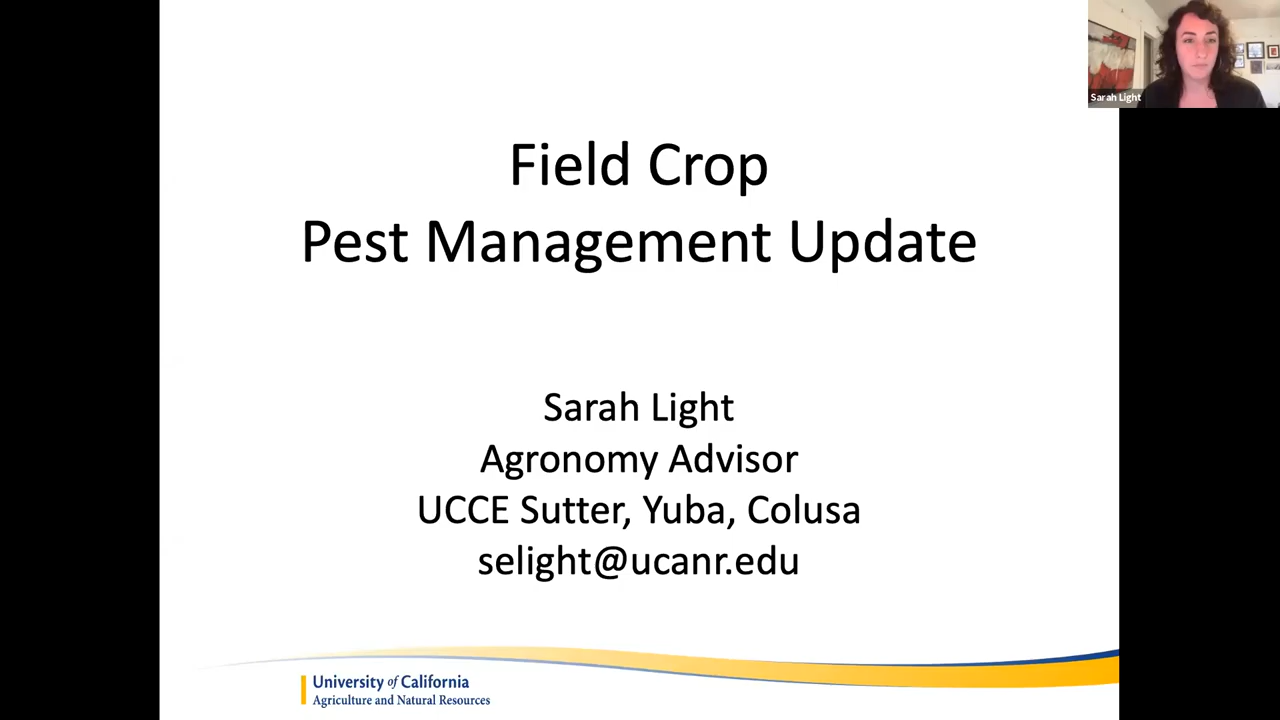 Sarah Light
Field Crop
Pest Management Update
Sarah Light
Agronomy Advisor
UCCE Sutter, Yuba, Colusa
selight@ucanr.edu
University of California
Agriculture and Natural Resources